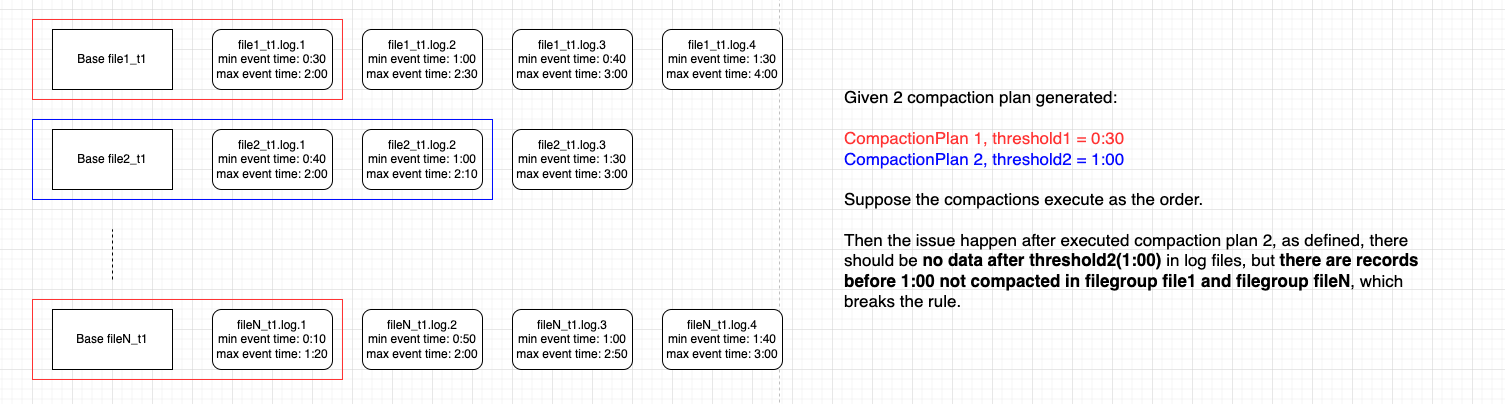 Base file1_t1
file1_t1.log.1
min event time: 0:30
max event time: 2:00
file1_t1.log.2
min event time: 1:00
max event time: 2:30
file1_t1.log.3
min event time: 0:40
max event time: 3:00
file1_t1.log.4
min event time: 1:30
max event time: 4:00
Base file2_t1
file2_t1.log.1
min event time: 0:40
max event time: 2:00
file2_t1.log.2
min event time: 1:00
max event time: 2:10
file2_t1.log.3
min event time: 1:30
max event time: 3:00
Base fileN_t1
fileN_t1.log.1
min event time: 0:10
max event time: 1:20
fileN_t1.log.2
min event time: 0:50
max event time: 2:00
fileN_t1.log.3
min event time: 1:00
max event time: 2:50
fileN_t1.log.4
min event time: 1:40
max event time: 3:00
Given 2 compaction plan generated:
CompactionPlan 1, threshold1 = 0:30
CompactionPlan 2, threshold2 = 1:00
Suppose the compactions execute as the order.
Then the issue happen after executed compaction plan 2, as defined, there
should be no data after threshold2(1:00) in log files, but there are records
before 1:00 not compacted in filegroup file1 and filegroup fileN, which
breaks the rule.